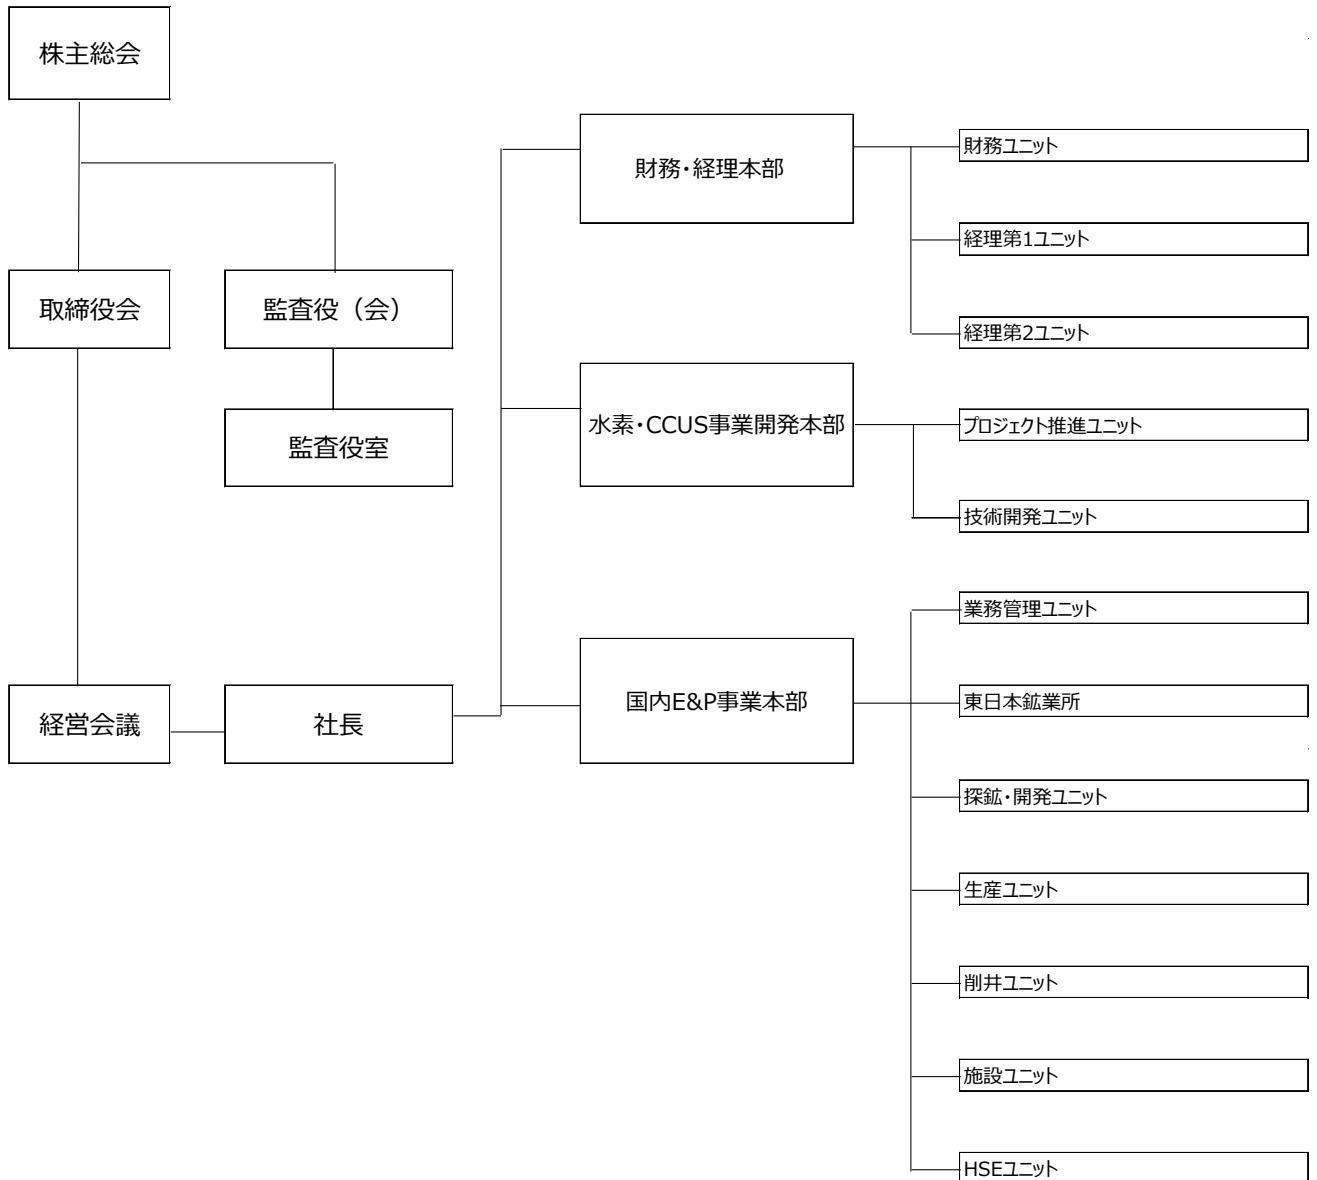 株主総会
取締役会
監査役（会）
監査役室
経営会議
社長
財務・経理本部
財務ユニット
経理第1ユニット
経理第2ユニット
水素・CCUS事業開発本部
プロジェクト推進ユニット
技術開発ユニット
国内E&P事業本部
業務管理ユニット
東日本鉱業所
探鉱・開発ユニット
生産ユニット
削井ユニット
施設ユニット
HSEユニット